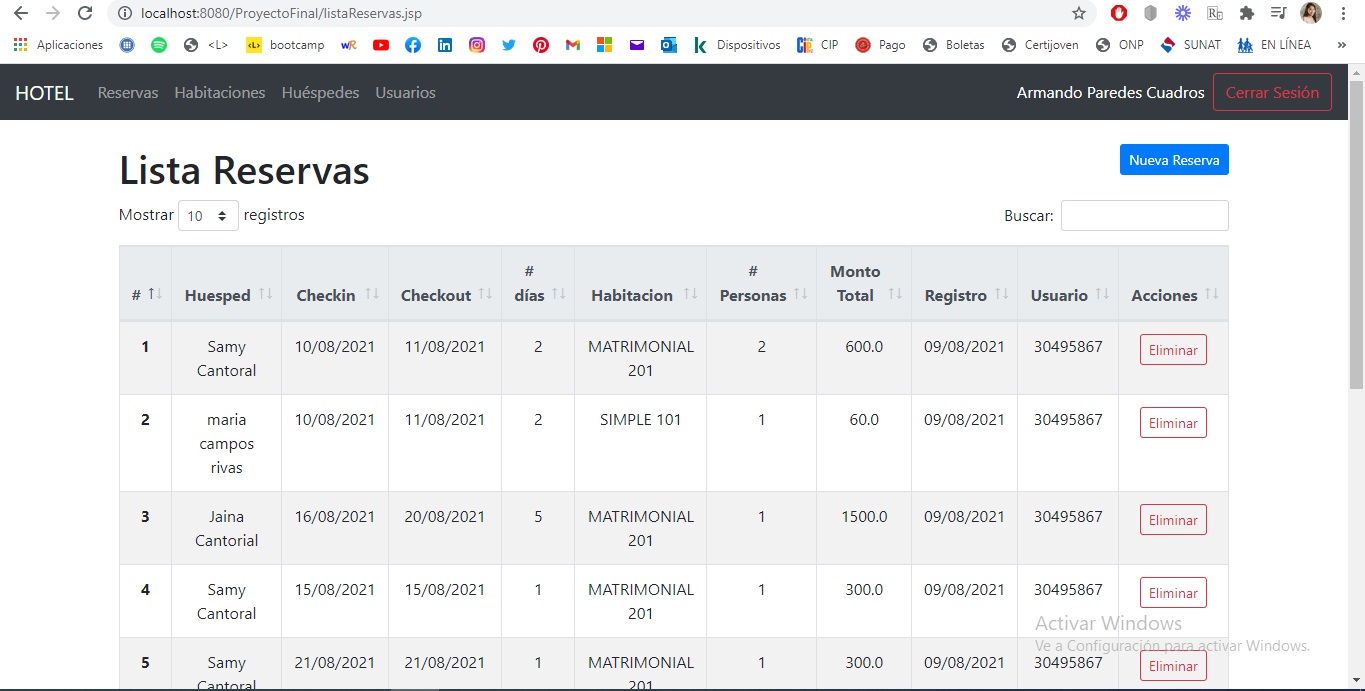 localhost:8080/ProyectoFinal/listaReservas.jsp
Aplicaciones <L> bootcamp Dispositivos CIP Pago Boletas Certijoven ONP SUNAT EN LÍNEA »
HOTEL Reservas Habitaciones Huéspedes Usuarios Armando Paredes Cuadros Cerrar Sesión
Lista Reservas
Nueva Reserva
Mostrar 10 registros Buscar:
# Huesped Checkin Checkout # días Habitacion # Personas Monto Total Registro Usuario Acciones
1 Samy Cantoral 10/08/2021 11/08/2021 2 MATRIMONIAL 201 2 600.0 09/08/2021 30495867 Eliminar
2 maria campos rivas 10/08/2021 11/08/2021 2 SIMPLE 101 1 60.0 09/08/2021 30495867 Eliminar
3 Jaina Cantorial 16/08/2021 20/08/2021 5 MATRIMONIAL 201 1 1500.0 09/08/2021 30495867 Eliminar
4 Samy Cantoral 15/08/2021 15/08/2021 1 MATRIMONIAL 201 1 300.0 09/08/2021 30495867 Eliminar
5 Samy Cantoral 21/08/2021 21/08/2021 1 MATRIMONIAL 201 1 300.0 09/08/2021 30495867 Eliminar
Activar Windows
Ve a Configuración para activar Windows.